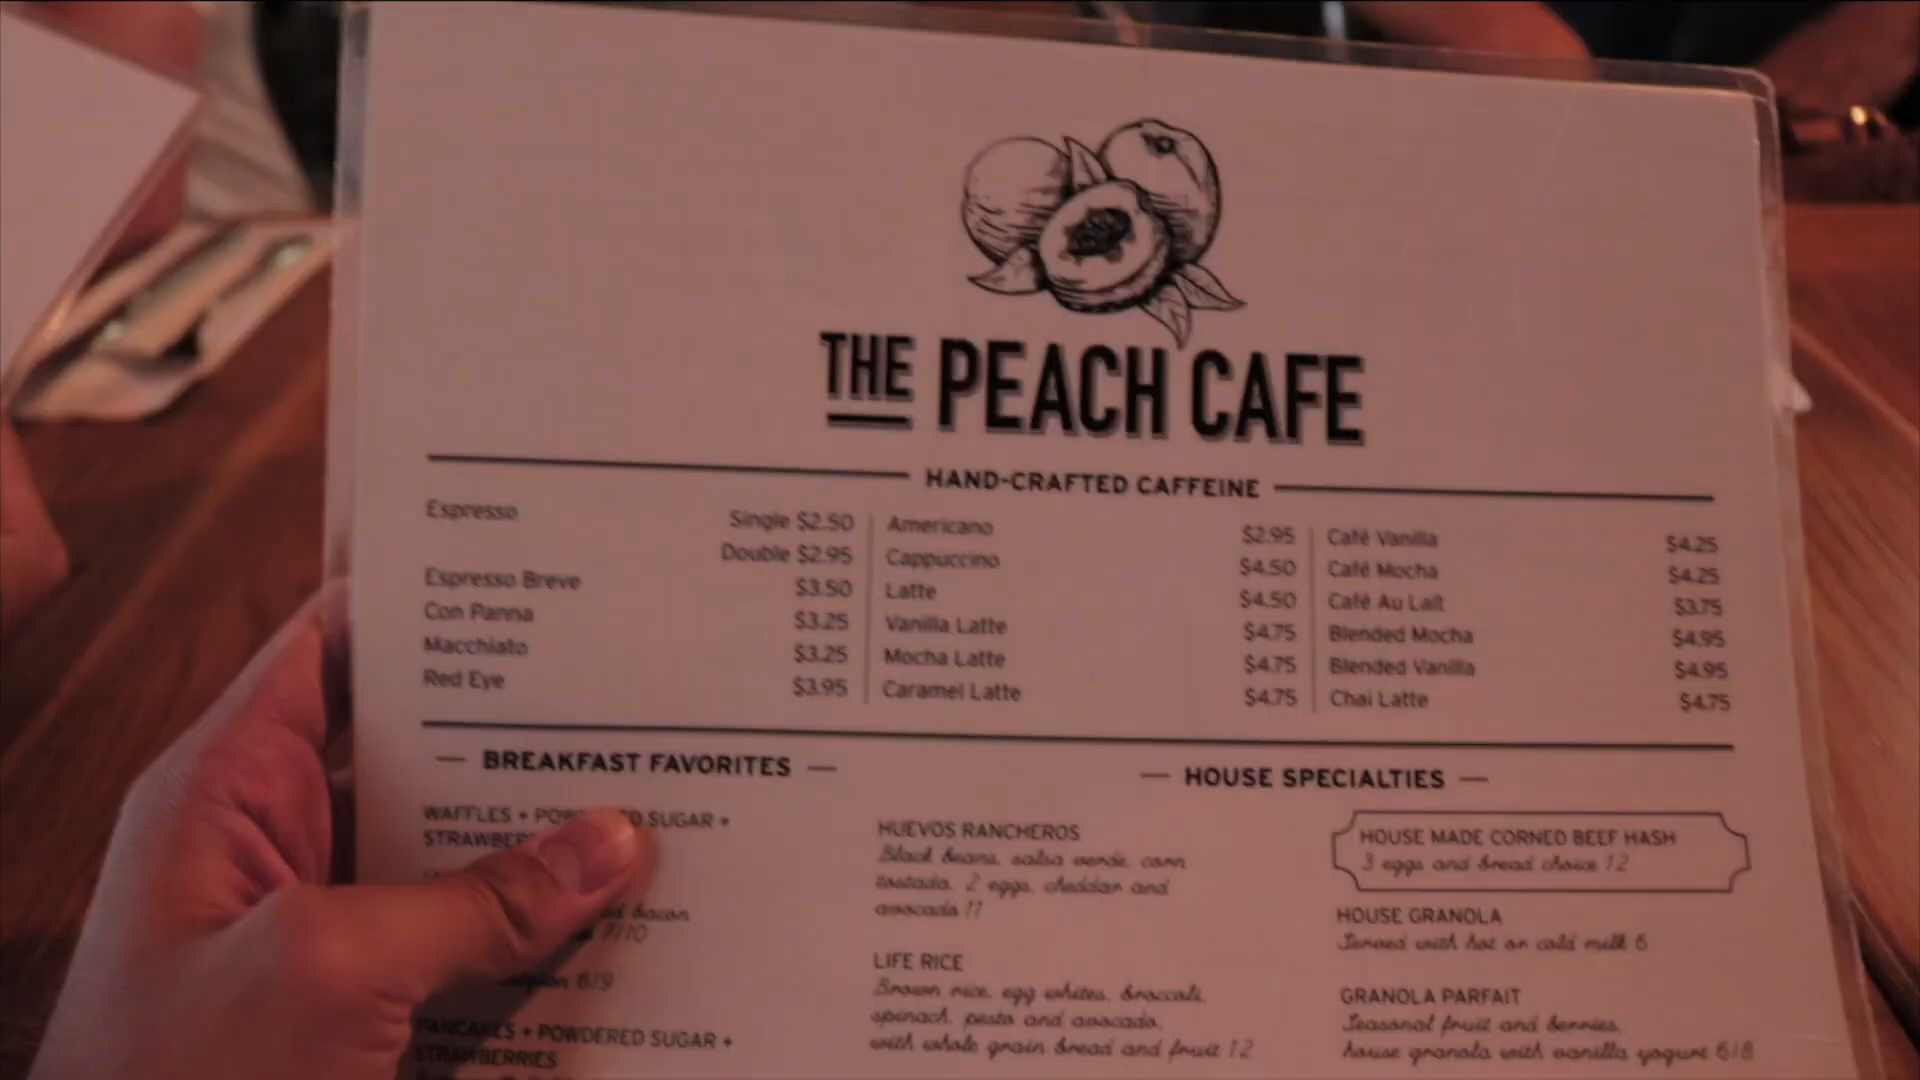 THE PEACH CAFE
HAND-CRAFTED CAFFEINE
Espresso Single $2.50
Double $2.95
Espresso Breve $3.50
Con Panna $3.25
Macchiato $3.25
Red Eye $3.95
Americano $2.95
Cappuccino $4.50
Latte $4.50
Vanilla Latte $4.75
Mocha Latte $4.75
Caramel Latte $4.75
Café Vanilla $4.25
Café Mocha $4.25
Café Au Lait $3.75
Blended Mocha $4.95
Blended Vanilla $4.95
Chai Latte $4.75
BREAKFAST FAVORITES
WAFFLES + SUGAR +
bacon
7/10
6/9
PANCAKES + POWDERED SUGAR +
STRAWBERRIES
HOUSE SPECIALTIES
HUEVOS RANCHEROS
Black beans, salsa verde, corn
tostada, 2 eggs, cheddar and
avocado 11
LIFE RICE
Brown rice, egg whites, broccoli,
spinach, pesto and avocado,
with whole grain bread and fruit 12
HOUSE MADE CORNED BEEF HASH
3 eggs and bread choice 12
HOUSE GRANOLA
Served with hot or cold milk 6
GRANOLA PARFAIT
Seasonal fruit and berries,
house granola with vanilla yogurt 6/8